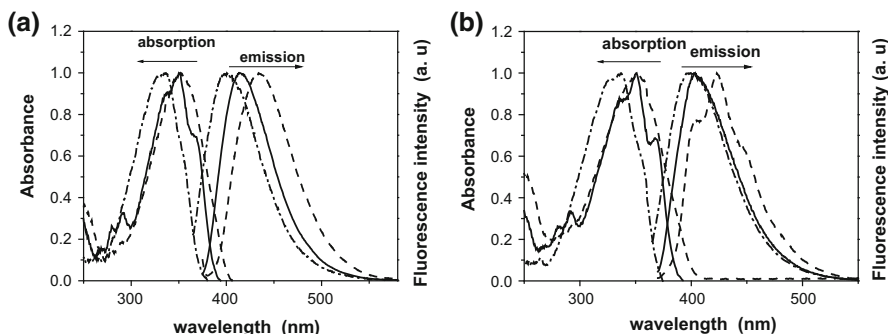 (a)
1.2
1.0
0.8
0.6
0.4
0.2
0.0
Absorbance
absorption
emission
300
400
500
wavelength (nm)
Fluorescence intensity (a. u)
(b)
1.2
1.0
0.8
0.6
0.4
0.2
0.0
Absorbance
absorption
emission
300
400
500
wavelength (nm)
Fluorescence intensity (a. u)